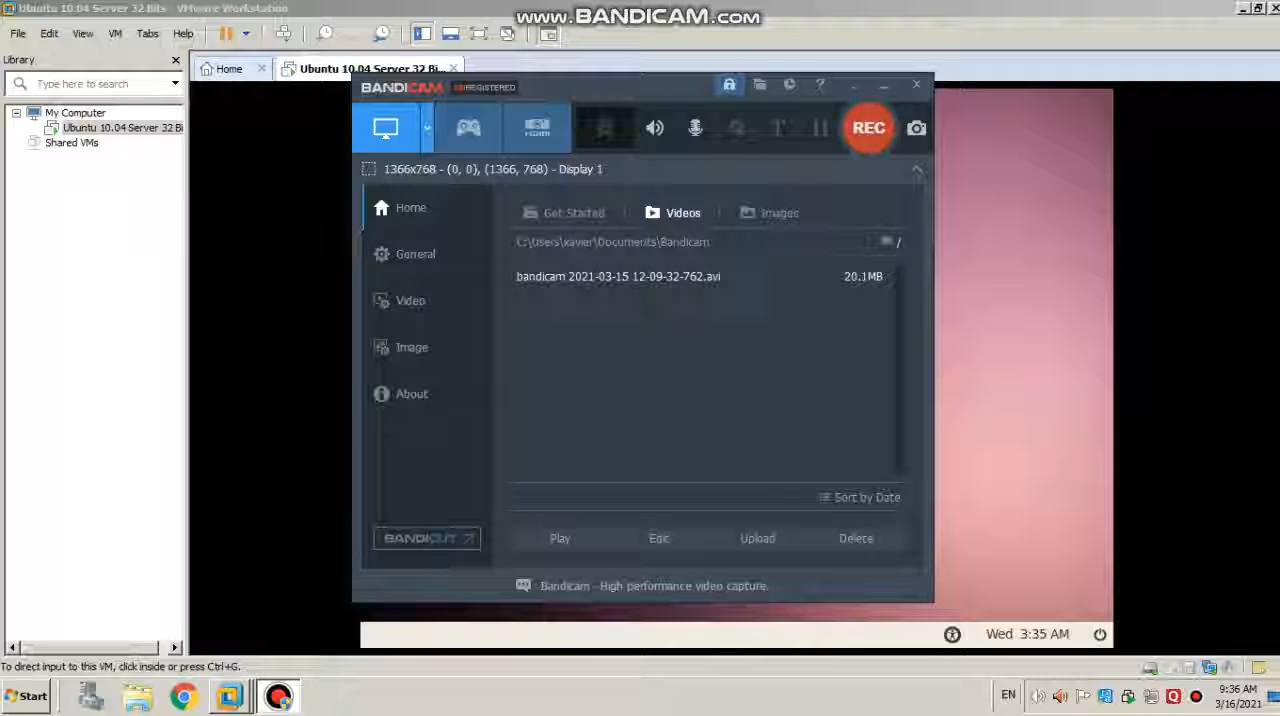 Ubuntu 10.04 Server 32 Bits - VMware Workstation
www.BANDICAM.com
File Edit View VM Tabs Help
Library
Type here to search
My Computer
Ubuntu 10.04 Server 32 Bi
Shared VMs
Home
Ubuntu 10.04 Server 32 Bi...
BANDICAM
REC
1366x768 - (0, 0), (1366, 768) - Display 1
Home
General
Video
Image
About
BANDICUT
Get Started
Videos
Images
C:\Users\xavier\Documents\Bandicam
bandicam 2021-03-15 12-09-32-762.avi 20.1MB
Sort by Date
Play Edit Upload Delete
Bandicam - High performance video capture.
Wed 3:35 AM
To direct input to this VM, click inside or press Ctrl+G.
Start
EN
9:36 AM
3/16/2021